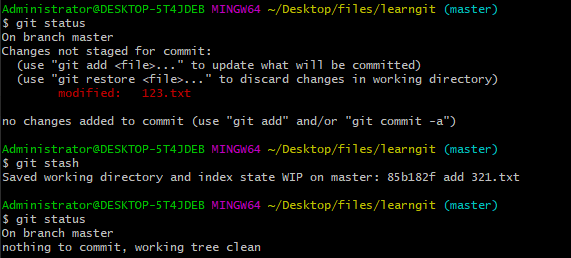 Administrator@DESKTOP-5T4JDEB MINGW64 ~/Desktop/files/learngit (master)
$ git status
On branch master
Changes not staged for commit:
  (use "git add <file>..." to update what will be committed)
  (use "git restore <file>..." to discard changes in working directory)
        modified:   123.txt

no changes added to commit (use "git add" and/or "git commit -a")

Administrator@DESKTOP-5T4JDEB MINGW64 ~/Desktop/files/learngit (master)
$ git stash
Saved working directory and index state WIP on master: 85b182f add 321.txt

Administrator@DESKTOP-5T4JDEB MINGW64 ~/Desktop/files/learngit (master)
$ git status
On branch master
nothing to commit, working tree clean